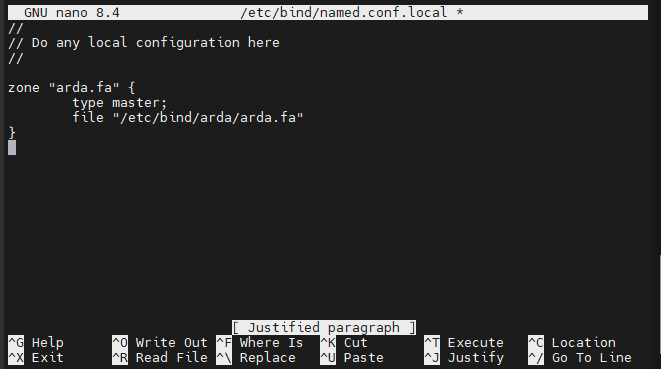 GNU nano 8.4 /etc/bind/named.conf.local *
//
// Do any local configuration here
//
zone "arda.fa" {
type master;
file "/etc/bind/arda/arda.fa"
}
[ Justified paragraph ]
^G Help ^O Write Out ^F Where Is ^K Cut ^T Execute ^C Location
^X Exit ^R Read File ^\ Replace ^U Paste ^J Justify ^/ Go To Line